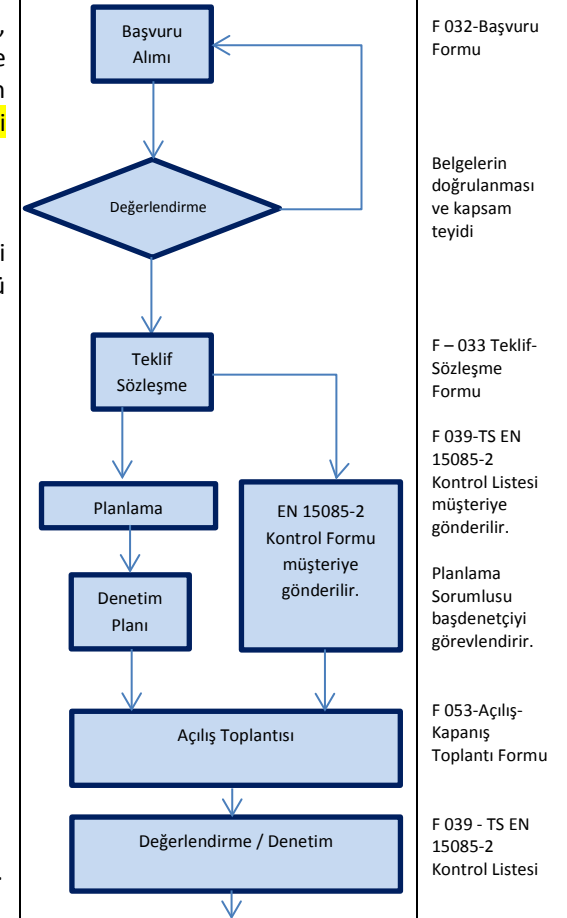 ,
e
n
i
i
ü
.
Başvuru
Alımı
Değerlendirme
Teklif
Sözleşme
Planlama
EN 15085-2
Kontrol Formu
müşteriye
gönderilir.
Denetim
Planı
Açılış Toplantısı
Değerlendirme / Denetim
F 032-Başvuru
Formu
Belgelerin
doğrulanması
ve kapsam
teyidi
F – 033 Teklif-
Sözleşme
Formu
F 039-TS EN
15085-2
Kontrol Listesi
müşteriye
gönderilir.
Planlama
Sorumlusu
başdenetçiyi
görevlendirir.
F 053-Açılış-
Kapanış
Toplantı Formu
F 039 - TS EN
15085-2
Kontrol Listesi